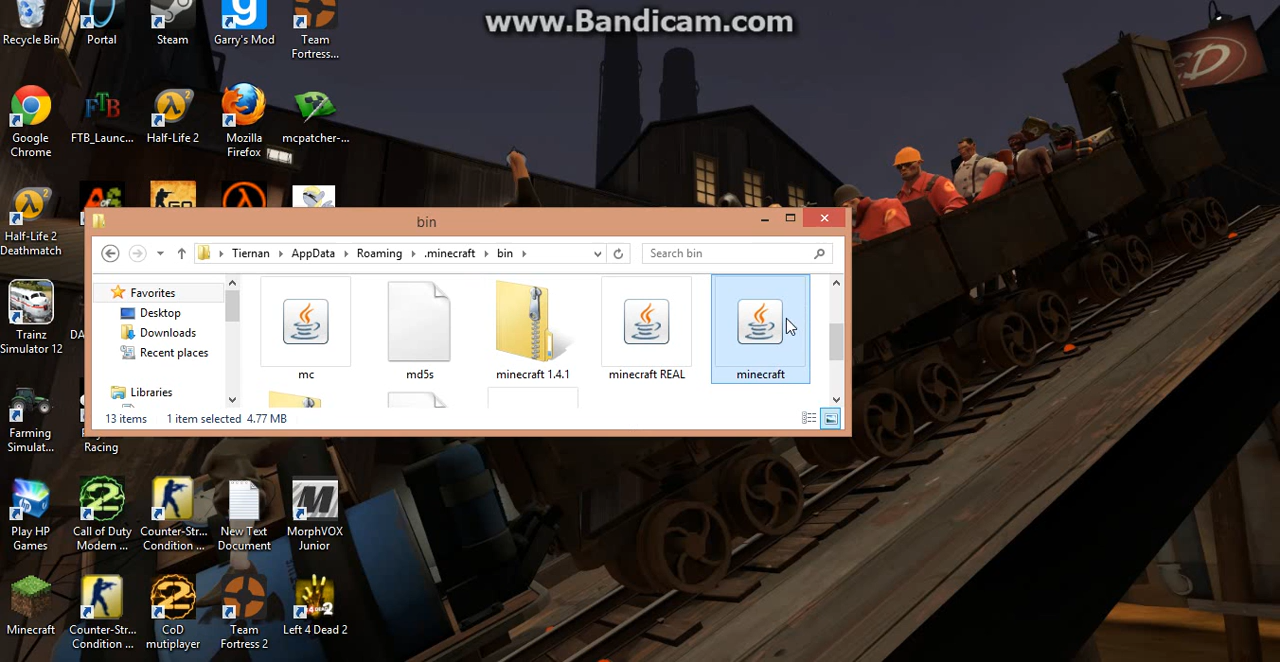 www.Bandicam.com
Recycle Bin
Portal
Steam
Garry's Mod
Team
Fortress...
Google
Chrome
FTB_Launc...
Half-Life 2
Mozilla
Firefox
mcpatcher-...
Half-Life 2
Deathmatch
bin
Tiernan
AppData
Roaming
.minecraft
bin
Search bin
Favorites
Desktop
Downloads
Recent places
Libraries
mc
md5s
minecraft 1.4.1
minecraft REAL
minecraft
13 items
1 item selected 4.77 MB
Trainz
Simulator 12
Farming
Simulat...
Racing
Play HP
Games
Call of Duty
Modern ...
Counter-Str...
Condition ...
New Text
Document
MorphVOX
Junior
Minecraft
Counter-Str...
Condition ...
CoD
mutiplayer
Team
Fortress 2
Left 4 Dead 2